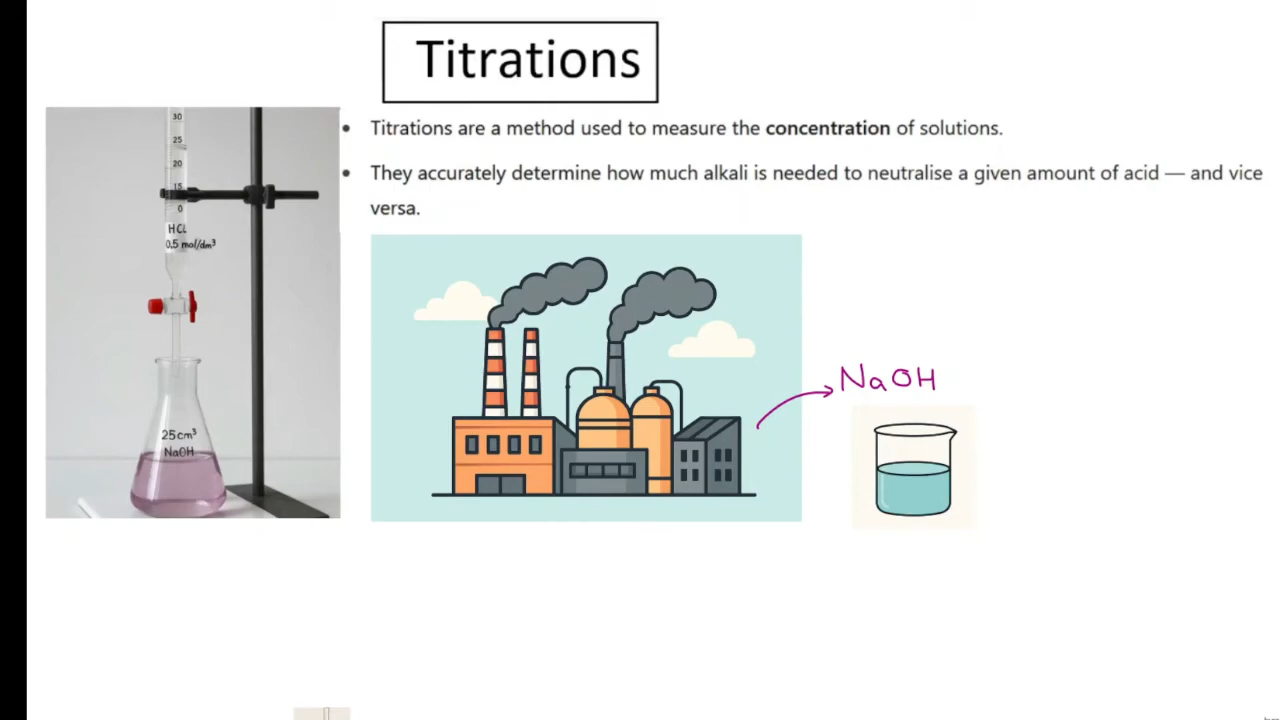 Titrations
• Titrations are a method used to measure the concentration of solutions.
• They accurately determine how much alkali is needed to neutralise a given amount of acid — and vice
versa.
30
25
20
15
0
HCl
0.5 mol/dm³
25cm³
NaOH
NaOH